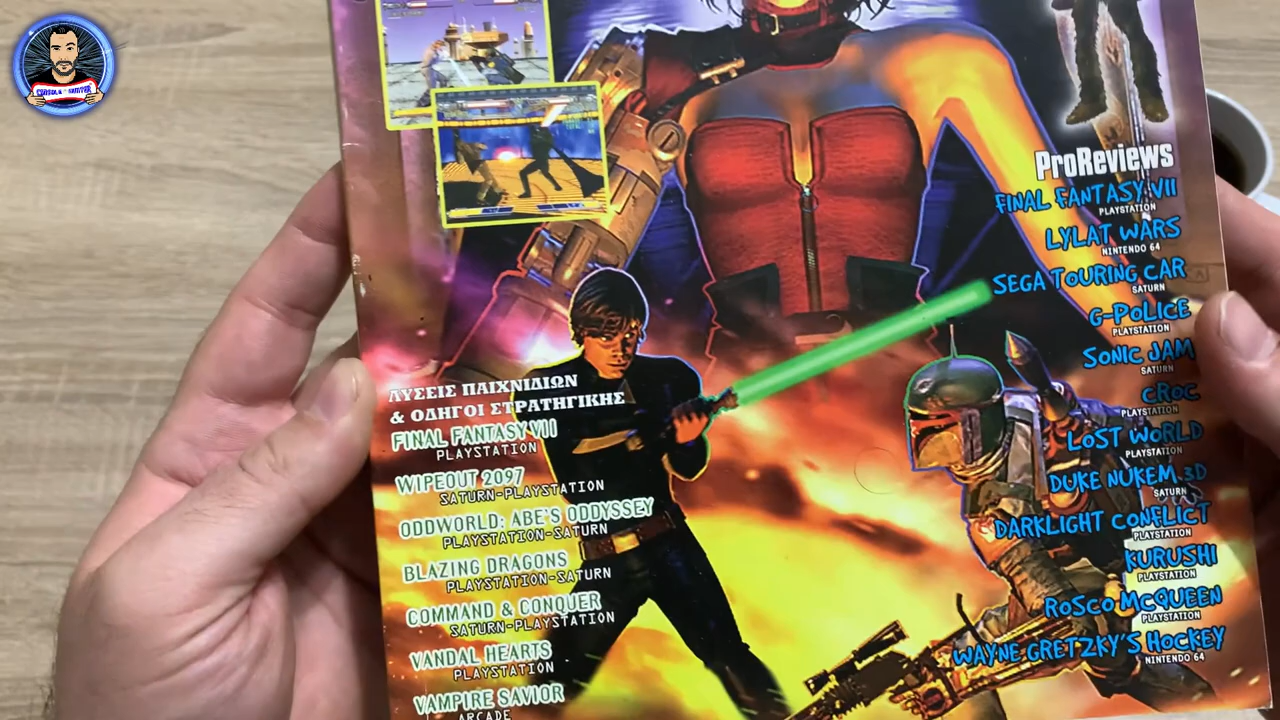 ProReviews
FINAL FANTASY VII
PLAYSTATION
LYLAT WARS
NINTENDO 64
SEGA TOURING CAR
SATURN
G-POLICE
PLAYSTATION
SONIC JAM
SATURN
CROC
PLAYSTATION
LOST WORLD
PLAYSTATION
DUKE NUKEM 3D
SATURN
DARKLIGHT CONFLICT
PLAYSTATION
KURUSHI
PLAYSTATION
ROSCO McQUEEN
PLAYSTATION
WAYNE GRETZKY'S HOCKEY
NINTENDO 64
ΛΥΣΕΙΣ ΠΑΙΧΝΙΔΙΩΝ
& ΟΔΗΓΟΙ ΣΤΡΑΤΗΓΙΚΗΣ
FINAL FANTASY VII
PLAYSTATION
WIPEOUT 2097
SATURN-PLAYSTATION
ODDWORLD: ABE'S ODDYSSEY
PLAYSTATION-SATURN
BLAZING DRAGONS
PLAYSTATION-SATURN
COMMAND & CONQUER
SATURN-PLAYSTATION
VANDAL HEARTS
PLAYSTATION
VAMPIRE SAVIOR
ARCADE